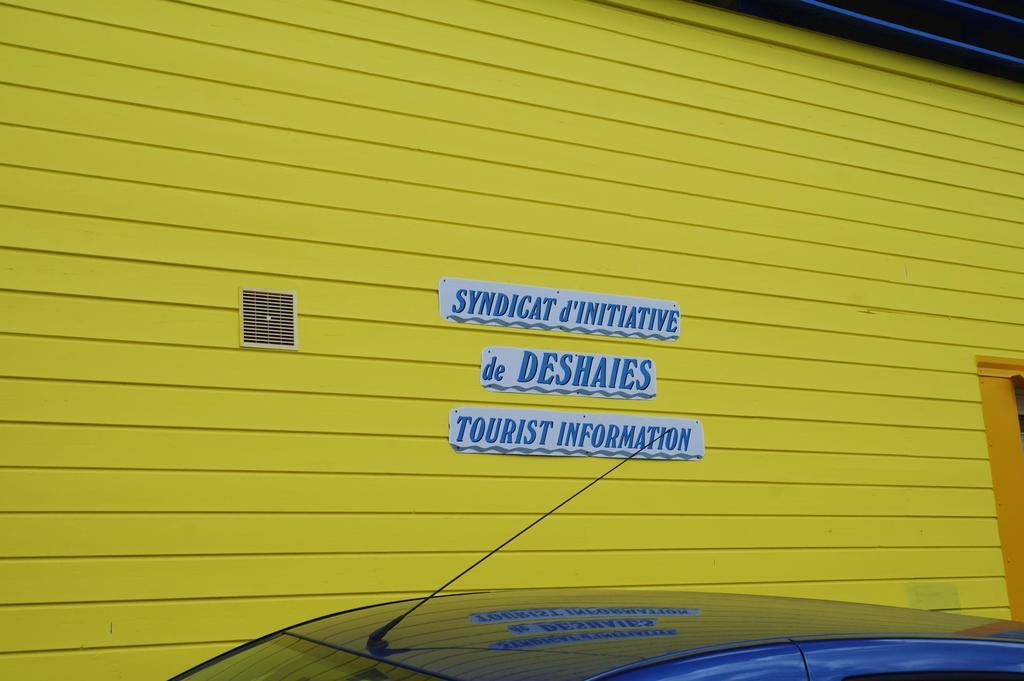 SYNDICAT d'INITIATIVE
de DESHAIES
TOURIST INFORMATION